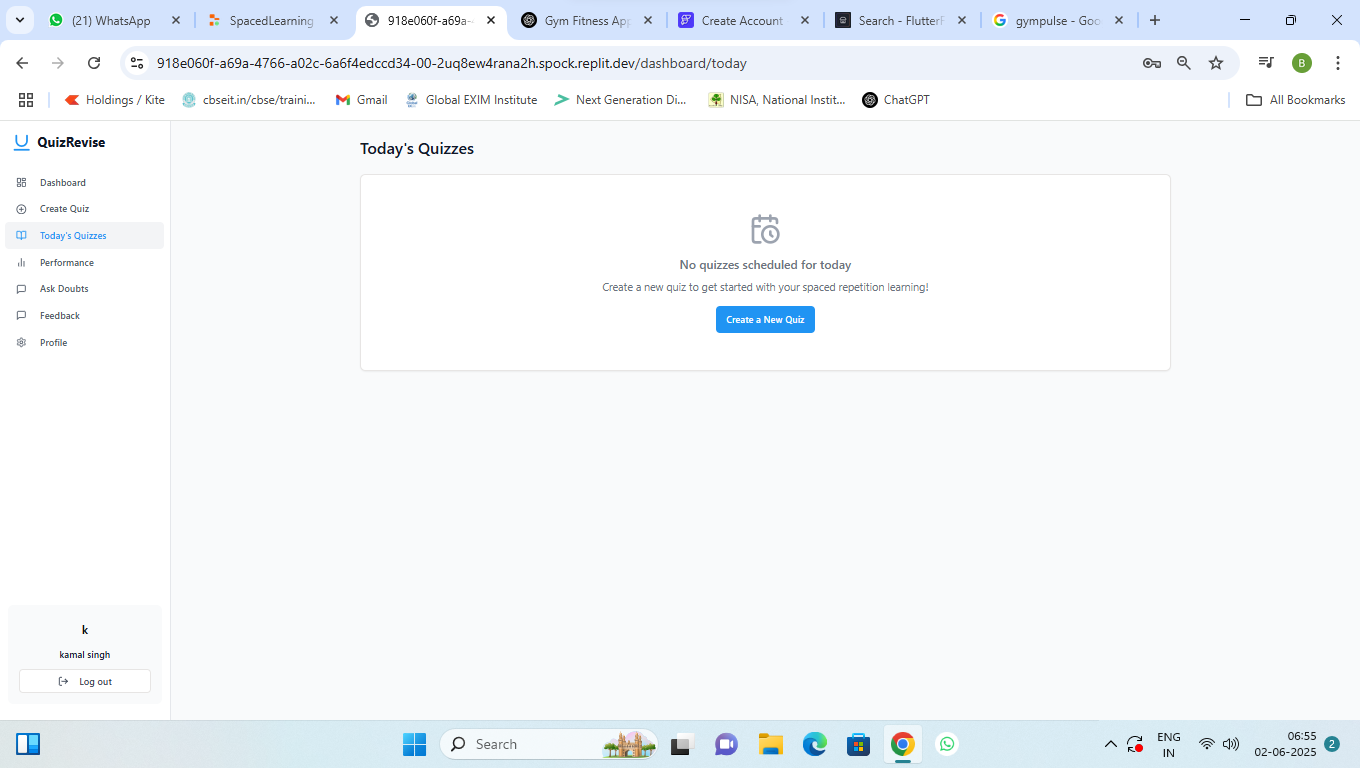 (21) WhatsApp
SpacedLearning
918e060f-a69a-4
Gym Fitness App
Create Account
Search - FlutterF
gympulse - Goo
918e060f-a69a-4766-a02c-6a6f4edccd34-00-2uq8ew4rana2h.spock.replit.dev/dashboard/today
B
Holdings / Kite
cbseit.in/cbse/traini...
Gmail
Global EXIM Institute
Next Generation Di...
NISA, National Instit...
ChatGPT
All Bookmarks
QuizRevise
Dashboard
Create Quiz
Today's Quizzes
Performance
Ask Doubts
Feedback
Profile
k
kamal singh
Log out
Today's Quizzes
No quizzes scheduled for today
Create a new quiz to get started with your spaced repetition learning!
Create a New Quiz
Search
ENG
IN
06:55
02-06-2025
2